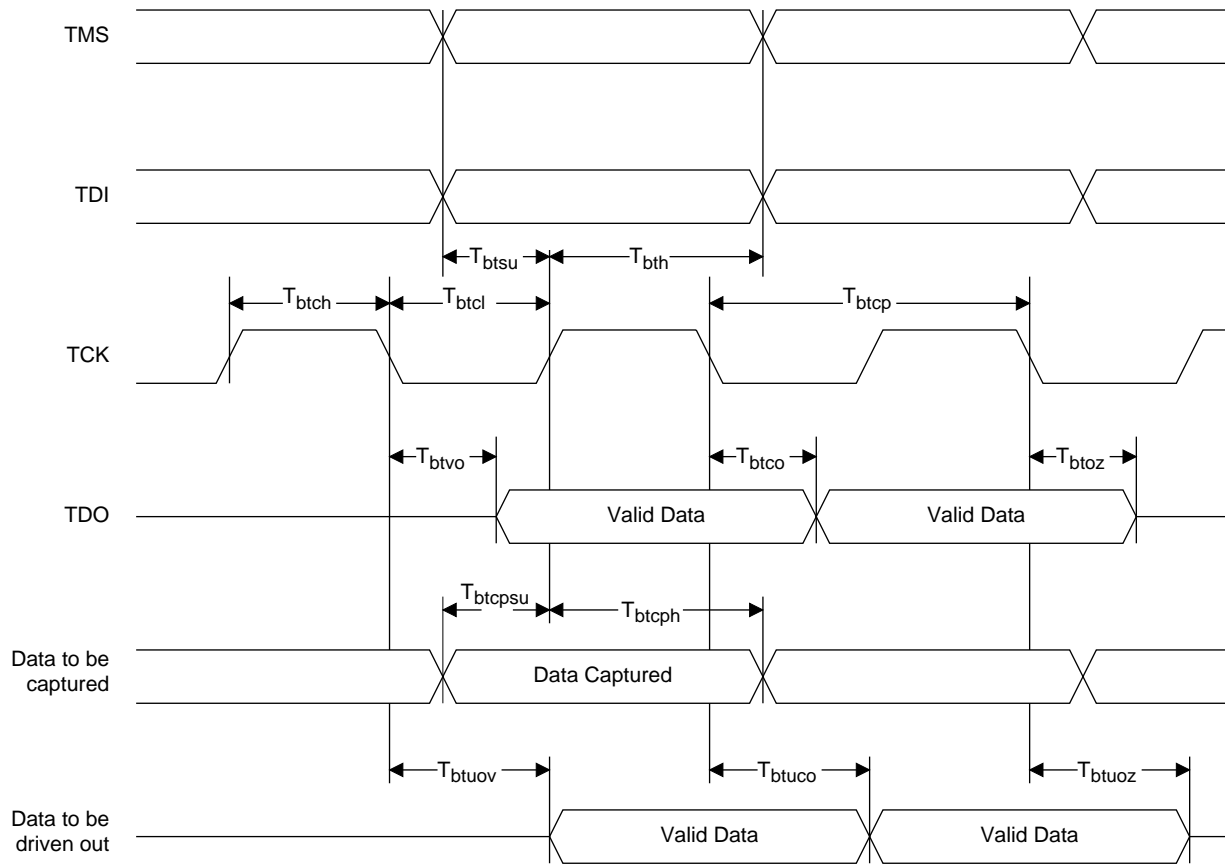 TMS
TDI
Tbtsu
Tbth
Tbtch
Tbtcl
Tbtcp
TCK
Tbtvo
Tbtco
Tbtoz
TDO
Valid Data
Valid Data
Tbtcpsu
Tbtcph
Data to be
captured
Data Captured
Tbtuov
Tbtuco
Tbtuoz
Data to be
driven out
Valid Data
Valid Data